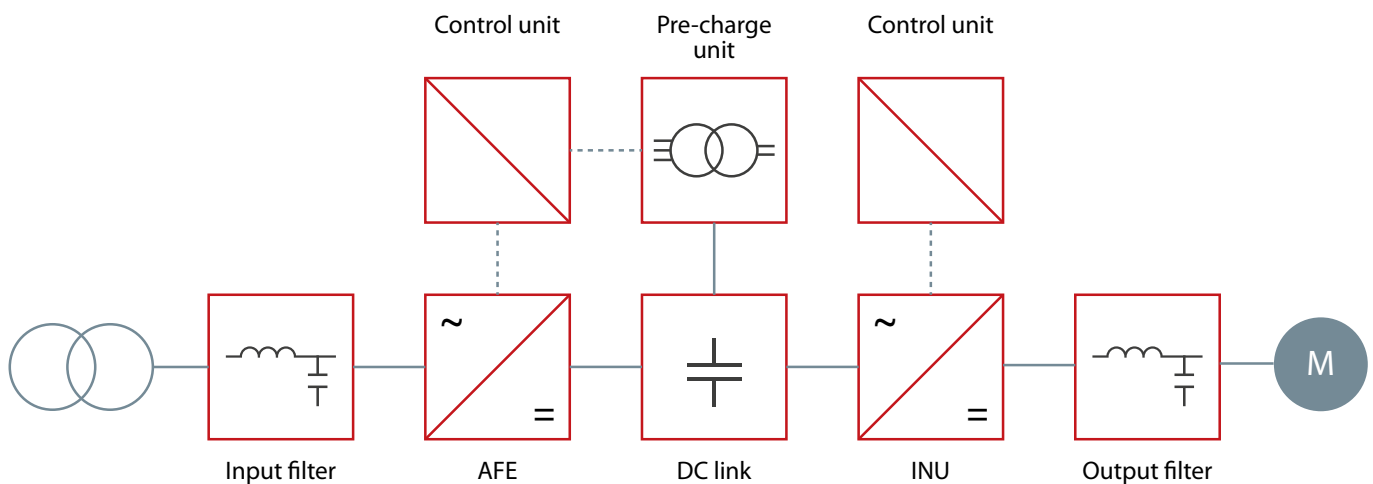 Control unit
Pre-charge
unit
Control unit
~
=
~
=
M
Input filter
AFE
DC link
INU
Output filter